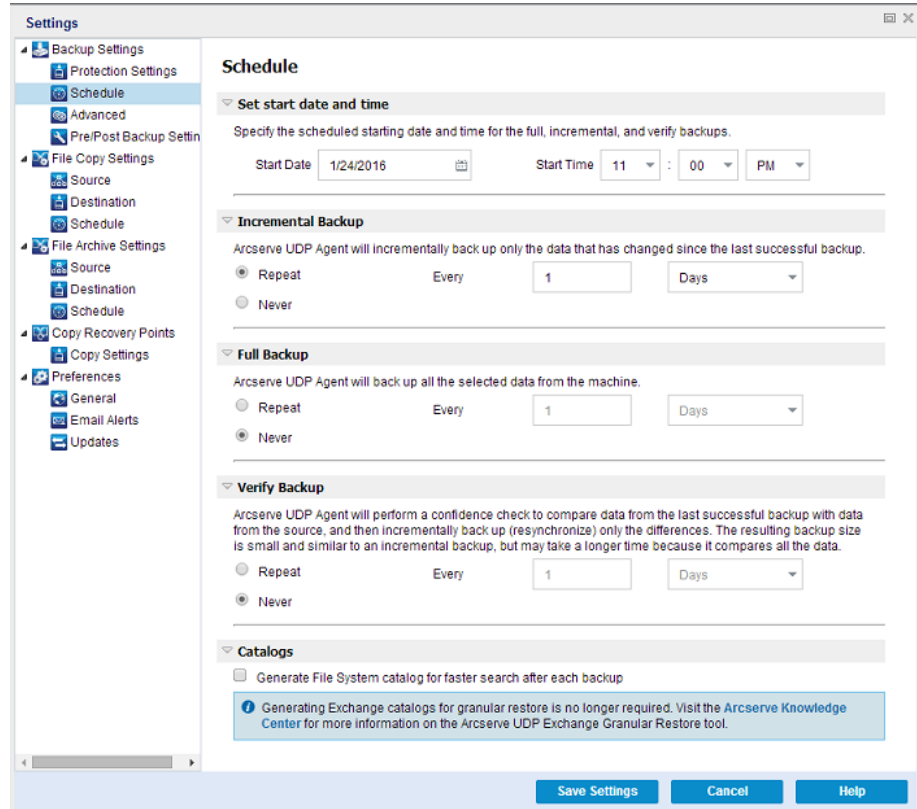 Settings
Backup Settings
Protection Settings
Schedule
Advanced
Pre/Post Backup Settin
File Copy Settings
Source
Destination
Schedule
File Archive Settings
Source
Destination
Schedule
Copy Recovery Points
Copy Settings
Preferences
General
Email Alerts
Updates
Schedule
Set start date and time
Specify the scheduled starting date and time for the full, incremental, and verify backups.
Start Date 1/24/2016 Start Time 11 : 00 PM
Incremental Backup
Arcserve UDP Agent will incrementally back up only the data that has changed since the last successful backup.
Repeat Every 1 Days
Never
Full Backup
Arcserve UDP Agent will back up all the selected data from the machine.
Repeat Every 1 Days
Never
Verify Backup
Arcserve UDP Agent will perform a confidence check to compare data from the last successful backup with data
from the source, and then incrementally back up (resynchronize) only the differences. The resulting backup size
is small and similar to an incremental backup, but may take a longer time because it compares all the data.
Repeat Every 1 Days
Never
Catalogs
Generate File System catalog for faster search after each backup
Generating Exchange catalogs for granular restore is no longer required. Visit the Arcserve Knowledge
Center for more information on the Arcserve UDP Exchange Granular Restore tool.
Save Settings Cancel Help